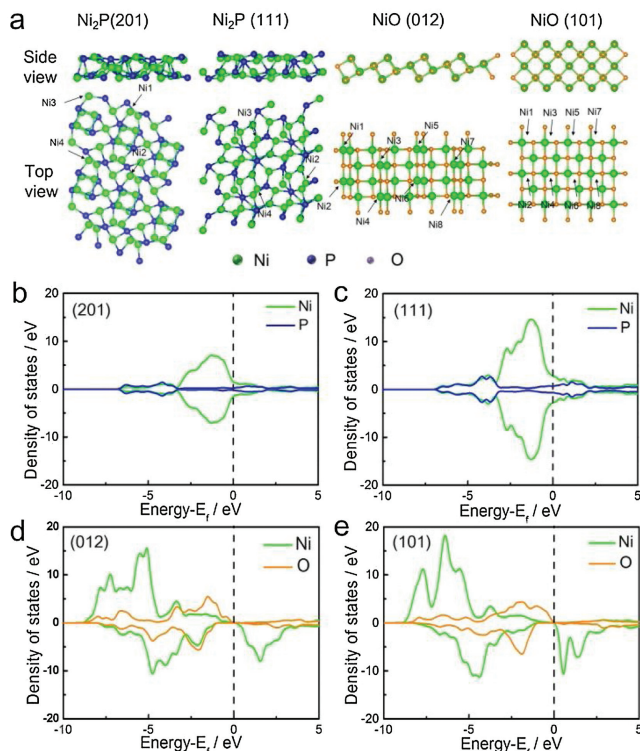 a
Ni₂P(201)
Ni₂P (111)
NiO (012)
NiO (101)
Side view
Top view
Ni3
Ni1
Ni4
Ni2
Ni3
Ni2
Ni4
Ni1
Ni3
Ni5
Ni7
Ni2
Ni4
Ni6
Ni8
Ni1 Ni3 Ni5 Ni7
Ni2 Ni4 Ni6 Ni8
Ni P O
b
(201)
Ni
P
Density of states / eV
20
10
0
10
20
-10 -5 0 5
Energy-E_f / eV
c
(111)
Ni
P
Density of states / eV
20
10
0
10
20
-10 -5 0 5
Energy-E_f / eV
d
(012)
Ni
O
Density of states / eV
20
10
0
10
20
-10 -5 0 5
Energy-E_f / eV
e
(101)
Ni
O
Density of states / eV
20
10
0
10
20
-10 -5 0 5
Energy-E_f / eV